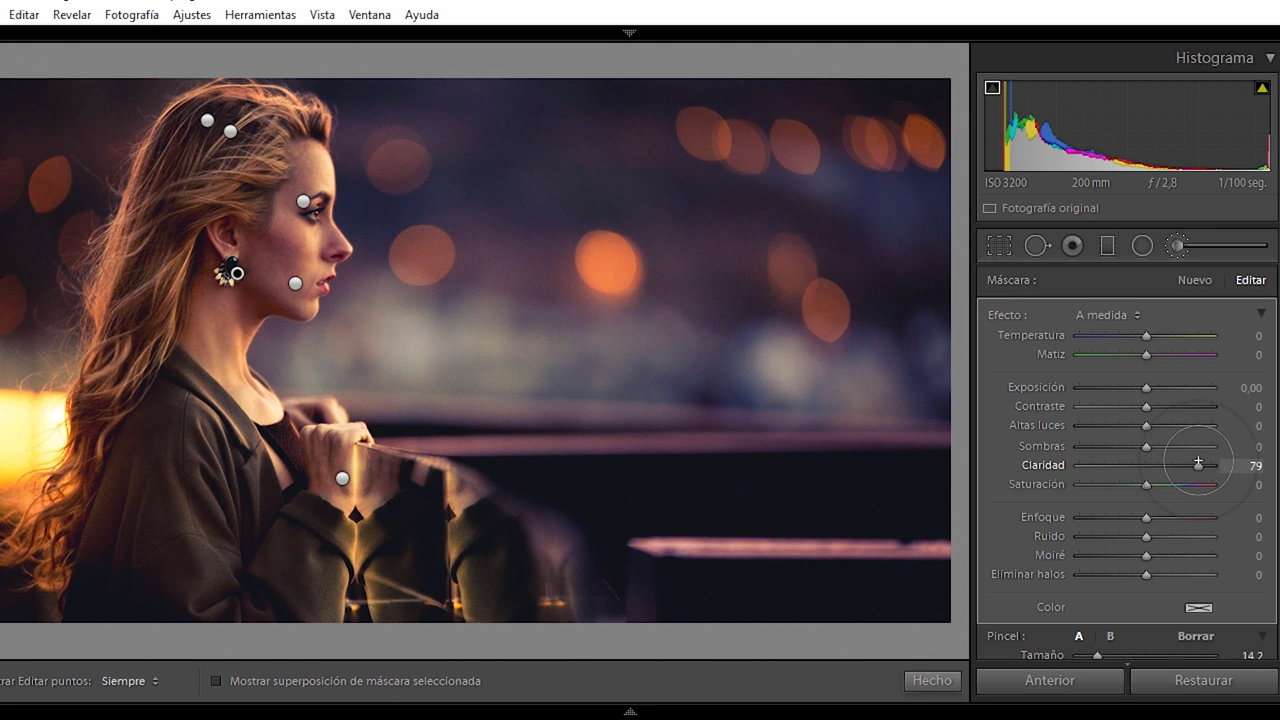 Editar Revelar Fotografía Ajustes Herramientas Vista Ventana Ayuda
Histograma
ISO 3200 200 mm ƒ / 2,8 1/100 seg.
Fotografía original
Máscara : Nuevo Editar
Efecto : A medida
Temperatura 0
Matiz 0
Exposición 0,00
Contraste 0
Altas luces 0
Sombras 0
Claridad 79
Saturación 0
Enfoque 0
Ruido 0
Moiré 0
Eliminar halos 0
Color
Pincel : A B Borrar
Tamaño 14,2
Editar puntos: Siempre Mostrar superposición de máscara seleccionada Hecho
Anterior Restaurar